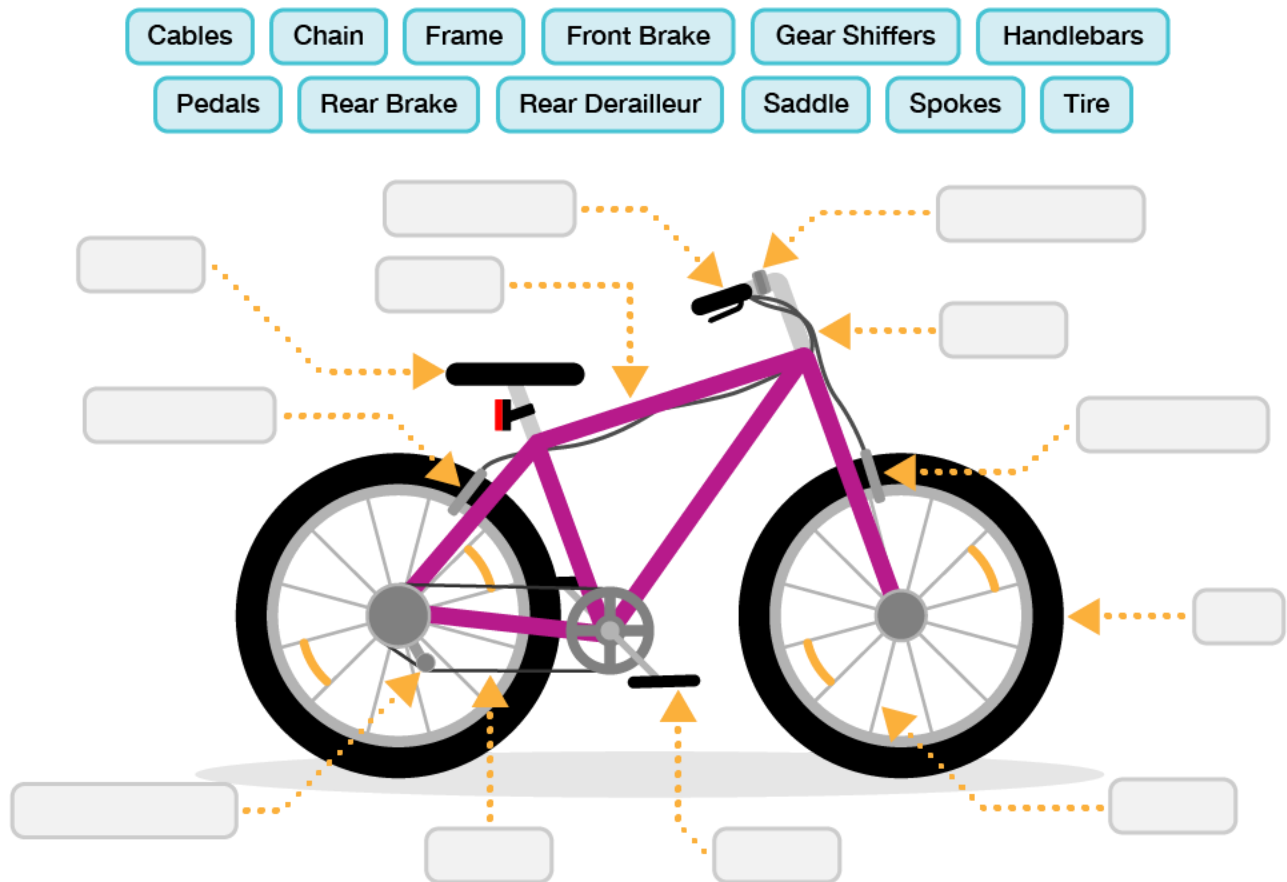 Cables Chain Frame Front Brake Gear Shiffers Handlebars
Pedals Rear Brake Rear Derailleur Saddle Spokes Tire